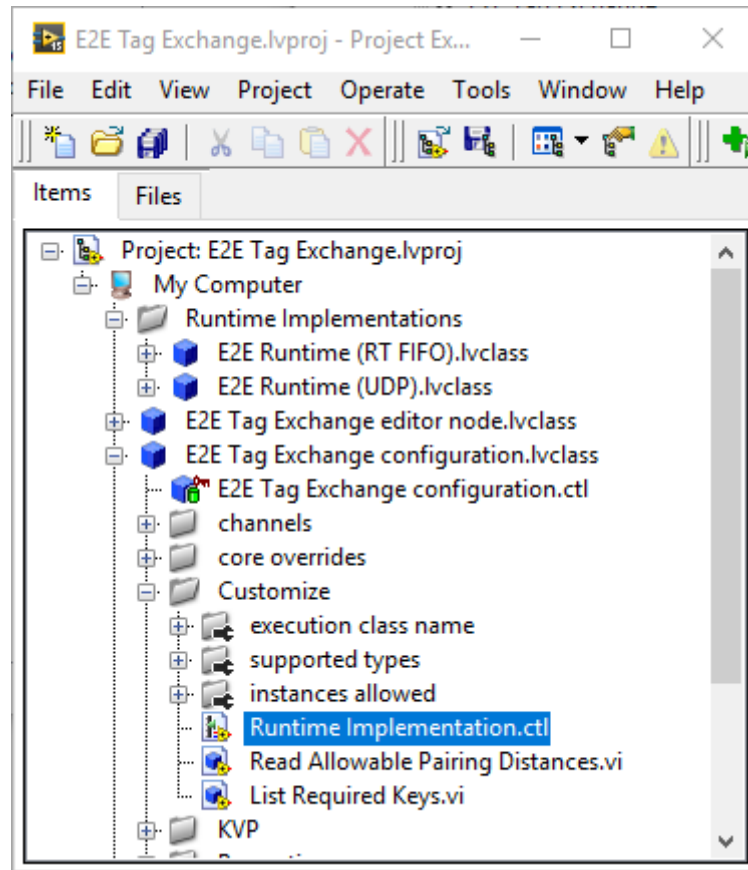 E2E Tag Exchange.lvproj - Project Ex...
File Edit View Project Operate Tools Window Help
Items Files
Project: E2E Tag Exchange.lvproj
My Computer
Runtime Implementations
E2E Runtime (RT FIFO).lvclass
E2E Runtime (UDP).lvclass
E2E Tag Exchange editor node.lvclass
E2E Tag Exchange configuration.lvclass
E2E Tag Exchange configuration.ctl
channels
core overrides
Customize
execution class name
supported types
instances allowed
Runtime Implementation.ctl
Read Allowable Pairing Distances.vi
List Required Keys.vi
KVP